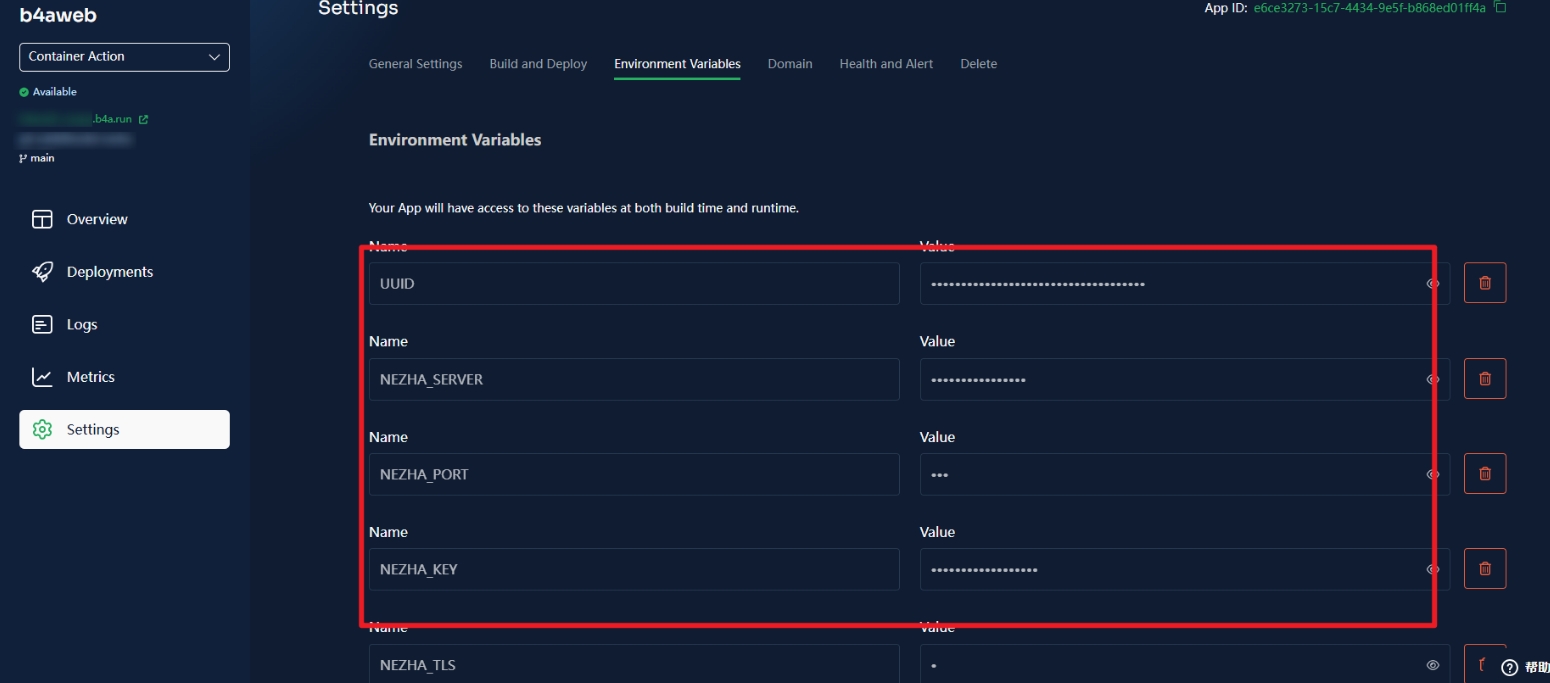 b4aweb
Settings
App ID: e6ce3273-15c7-4434-9e5f-b868ed01ff4a
Container Action
Available
.b4a.run
main
Overview
Deployments
Logs
Metrics
Settings
General Settings Build and Deploy Environment Variables Domain Health and Alert Delete
Environment Variables
Your App will have access to these variables at both build time and runtime.
Name Value
UUID
Name Value
NEZHA_SERVER
Name Value
NEZHA_PORT
Name Value
NEZHA_KEY
Name Value
NEZHA_TLS
帮助